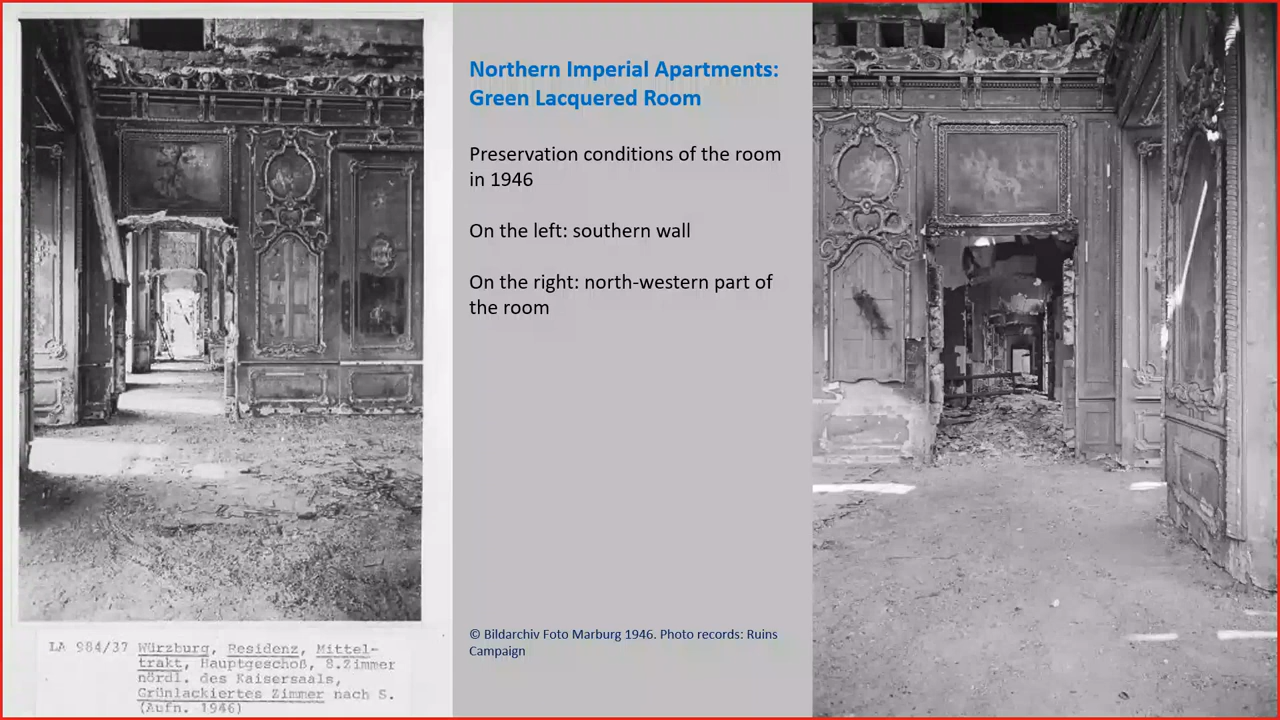 Northern Imperial Apartments:
Green Lacquered Room
Preservation conditions of the room
in 1946
On the left: southern wall
On the right: north-western part of
the room
© Bildarchiv Foto Marburg 1946. Photo records: Ruins
Campaign
LA 984/37 Würzburg, Residenz, Mittel-
trakt, Hauptgeschoß, 8.Zimmer
nördl. des Kaisersaals,
Grünlackiertes Zimmer nach S.
(Aufn. 1946)